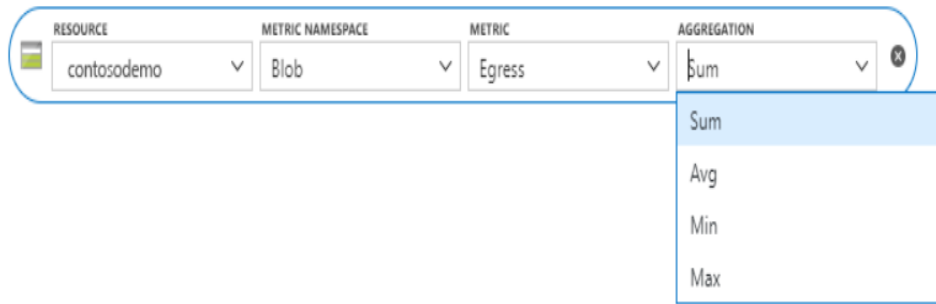 RESOURCE METRIC NAMESPACE METRIC AGGREGATION
contosodemo Blob Egress Sum
Sum
Avg
Min
Max